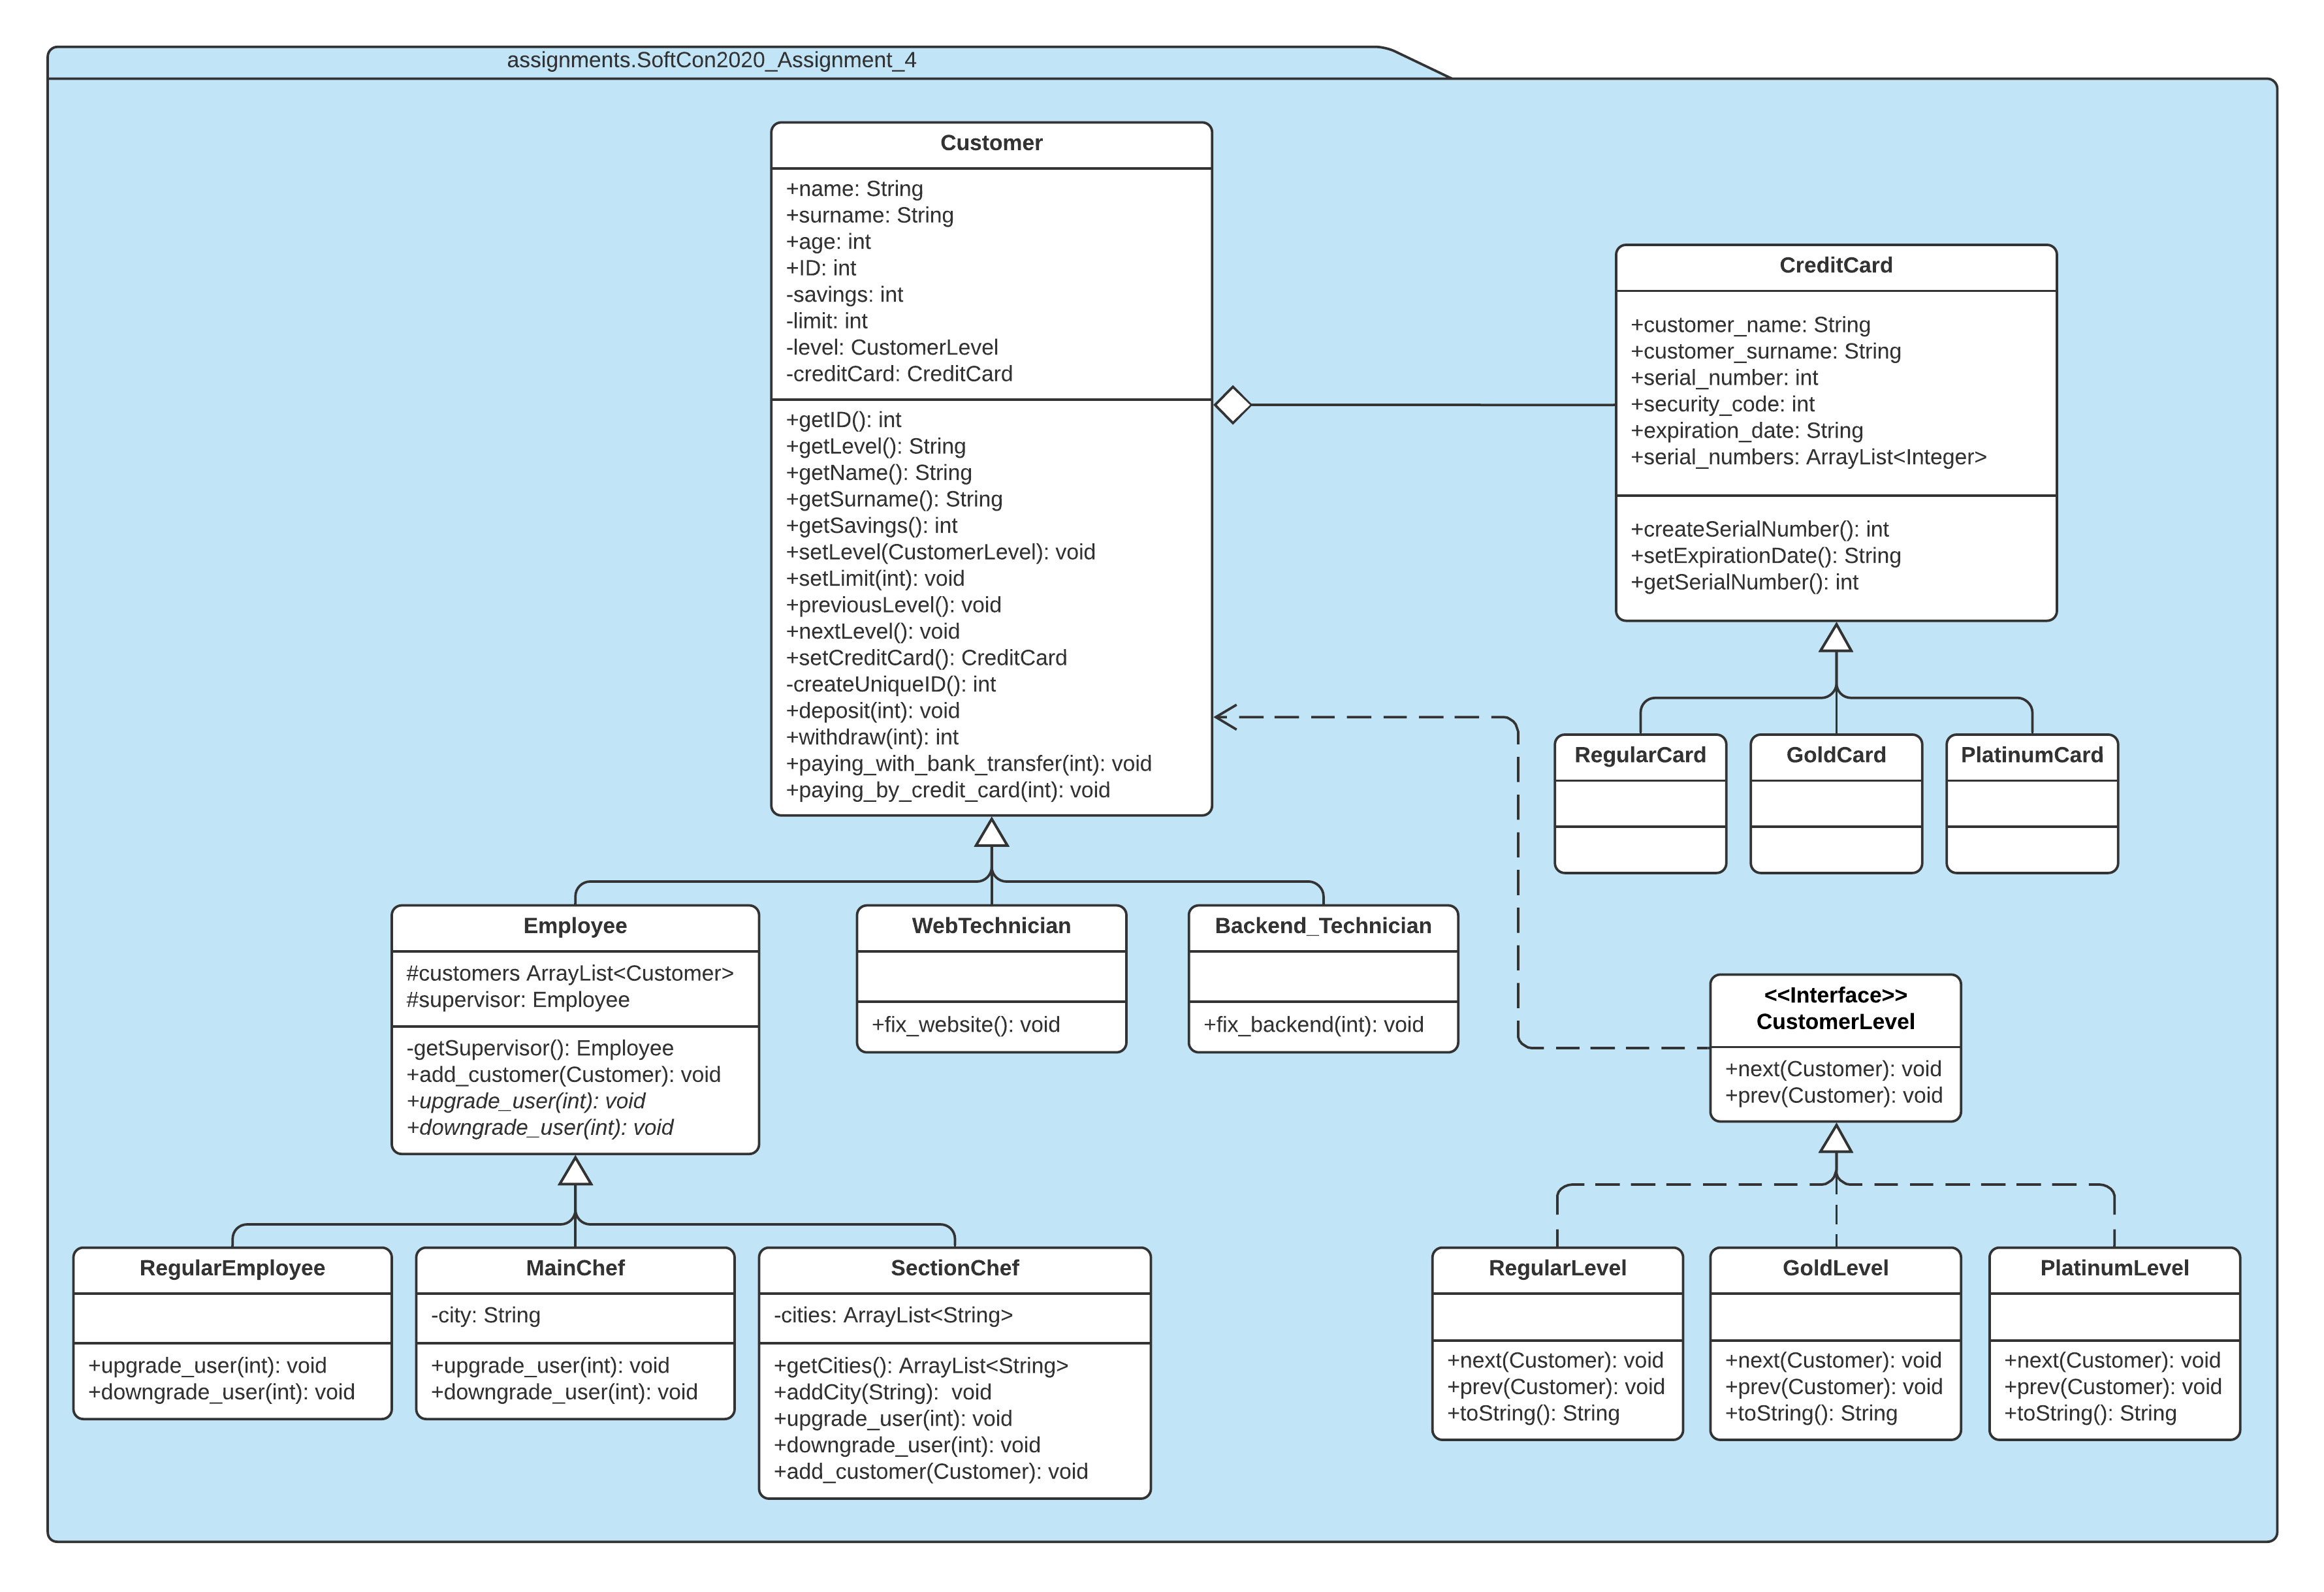 assignments.SoftCon2020_Assignment_4
Customer
+name: String
+surname: String
+age: int
+ID: int
-savings: int
-limit: int
-level: CustomerLevel
-creditCard: CreditCard
+getID(): int
+getLevel(): String
+getName(): String
+getSurname(): String
+getSavings(): int
+setLevel(CustomerLevel): void
+setLimit(int): void
+previousLevel(): void
+nextLevel(): void
+setCreditCard(): CreditCard
-createUniqueID(): int
+deposit(int): void
+withdraw(int): int
+paying_with_bank_transfer(int): void
+paying_by_credit_card(int): void
CreditCard
+customer_name: String
+customer_surname: String
+serial_number: int
+security_code: int
+expiration_date: String
+serial_numbers: ArrayList<Integer>
+createSerialNumber(): int
+setExpirationDate(): String
+getSerialNumber(): int
RegularCard
GoldCard
PlatinumCard
Employee
#customers ArrayList<Customer>
#supervisor: Employee
-getSupervisor(): Employee
+add_customer(Customer): void
+upgrade_user(int): void
+downgrade_user(int): void
WebTechnician
+fix_website(): void
Backend_Technician
+fix_backend(int): void
<<Interface>>
CustomerLevel
+next(Customer): void
+prev(Customer): void
RegularEmployee
+upgrade_user(int): void
+downgrade_user(int): void
MainChef
-city: String
+upgrade_user(int): void
+downgrade_user(int): void
SectionChef
-cities: ArrayList<String>
+getCities(): ArrayList<String>
+addCity(String):  void
+upgrade_user(int): void
+downgrade_user(int): void
+add_customer(Customer): void
RegularLevel
+next(Customer): void
+prev(Customer): void
+toString(): String
GoldLevel
+next(Customer): void
+prev(Customer): void
+toString(): String
PlatinumLevel
+next(Customer): void
+prev(Customer): void
+toString(): String